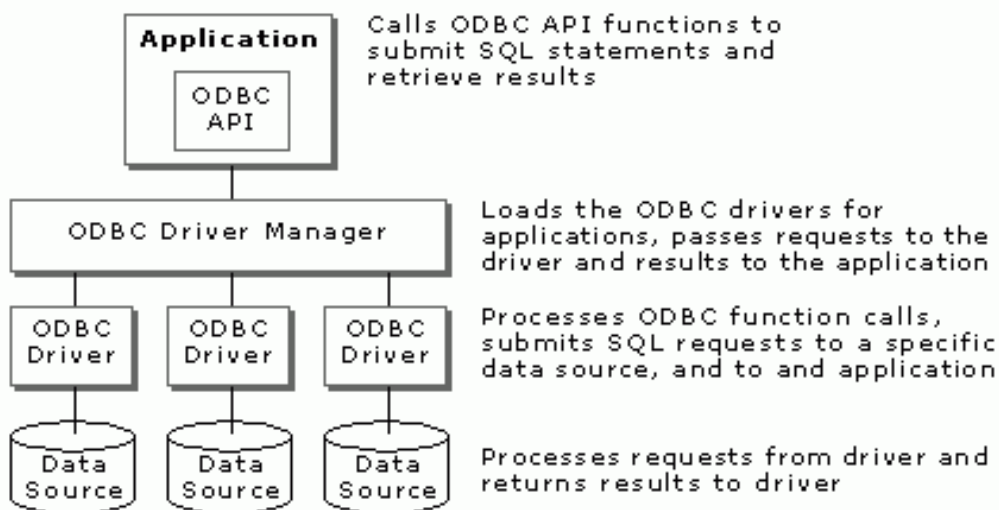 Application
ODBC
API
Calls ODBC API functions to
submit SQL statements and
retrieve results
ODBC Driver Manager
Loads the ODBC drivers for
applications, passes requests to the
driver and results to the application
ODBC
Driver
ODBC
Driver
ODBC
Driver
Processes ODBC function calls,
submits SQL requests to a specific
data source, and to and application
Data
Source
Data
Source
Data
Source
Processes requests from driver and
returns results to driver